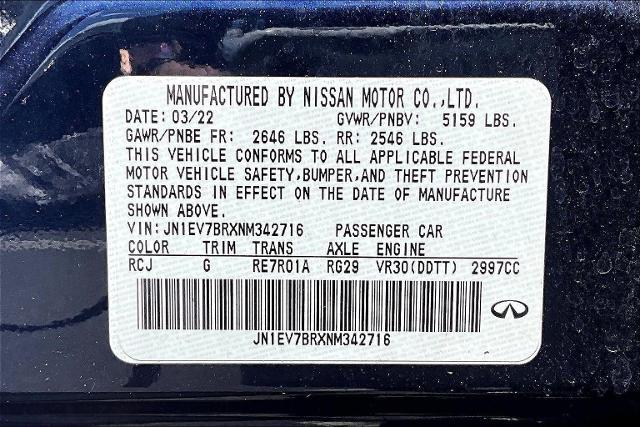 MANUFACTURED BY NISSAN MOTOR CO.,LTD.
DATE: 03/22 GVWR/PNBV: 5159 LBS.
GAWR/PNBE FR: 2646 LBS. RR: 2546 LBS.
THIS VEHICLE CONFORMS TO ALL APPLICABLE FEDERAL
MOTOR VEHICLE SAFETY,BUMPER,AND THEFT PREVENTION
STANDARDS IN EFFECT ON THE DATE OF MANUFACTURE
SHOWN ABOVE.
VIN: JN1EV7BRXNM342716 PASSENGER CAR
COLOR TRIM TRANS AXLE ENGINE
RCJ G RE7R01A RG29 VR30(DDTT) 2997CC
JN1EV7BRXNM342716